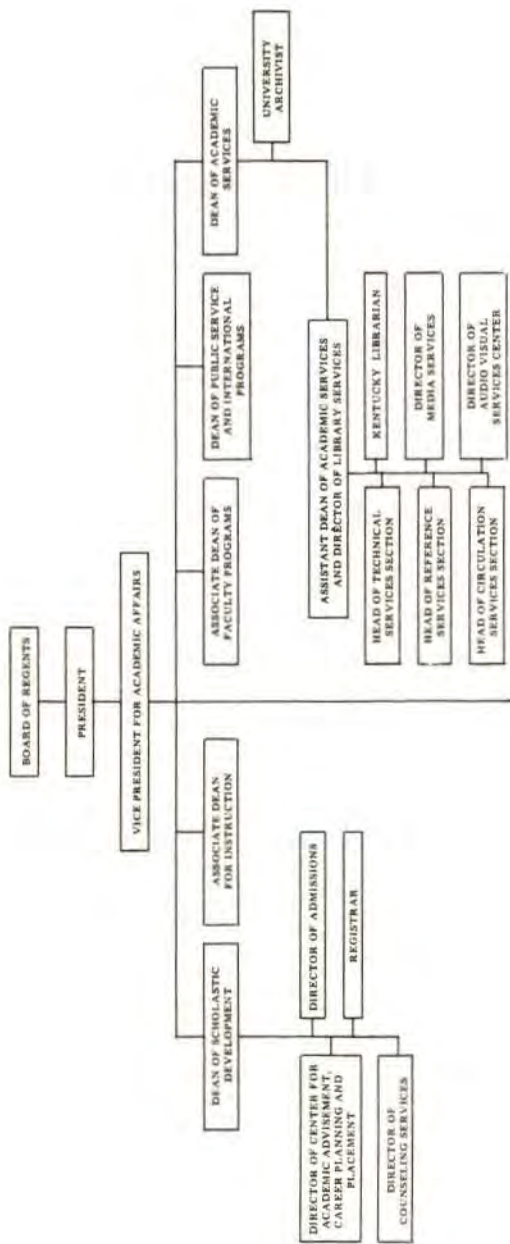 BOARD OF REGENTS
PRESIDENT
VICE PRESIDENT FOR ACADEMIC AFFAIRS
DEAN OF SCHOLASTIC
DEVELOPMENT
ASSOCIATE DEAN
FOR INSTRUCTION
ASSOCIATE DEAN OF
FACULTY PROGRAMS
DEAN OF PUBLIC SERVICE
AND INTERNATIONAL
PROGRAMS
DEAN OF ACADEMIC
SERVICES
DIRECTOR OF ADMISSIONS
REGISTRAR
DIRECTOR OF CENTER FOR
ACADEMIC ADVISEMENT,
CAREER PLANNING AND
PLACEMENT
DIRECTOR OF
COUNSELING SERVICES
UNIVERSITY
ARCHIVIST
ASSISTANT DEAN OF ACADEMIC SERVICES
AND DIRECTOR OF LIBRARY SERVICES
HEAD OF TECHNICAL
SERVICES SECTION
KENTUCKY LIBRARIAN
HEAD OF REFERENCE
SERVICES SECTION
DIRECTOR OF
MEDIA SERVICES
HEAD OF CIRCULATION
SERVICES SECTION
DIRECTOR OF
AUDIO VISUAL
SERVICES CENTER